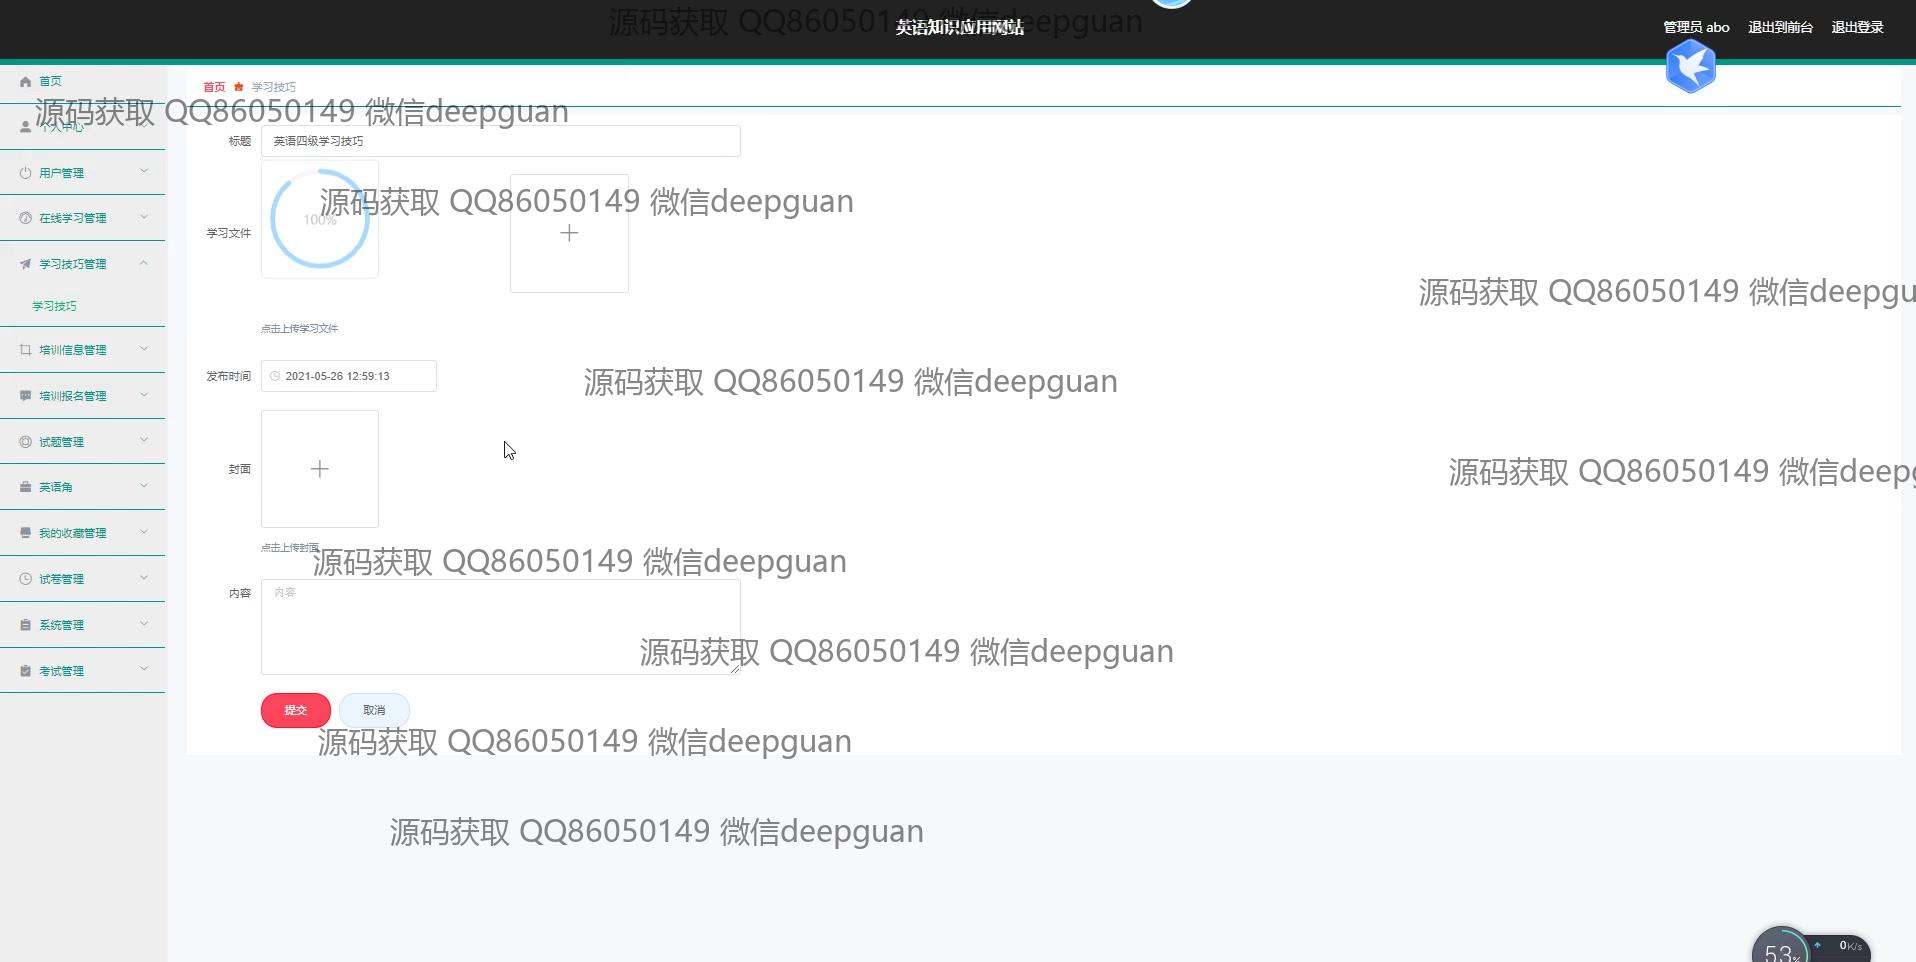 源码获取 QQ86050149 微信deepguan
英语知识应用网站
管理员 abo 退出到前台 退出登录
首页
个人中心
用户管理
在线学习管理
学习技巧管理
学习技巧
培训信息管理
培训报名管理
试题管理
英语角
我的收藏管理
试卷管理
系统管理
考试管理
首页 学习技巧
源码获取 QQ86050149 微信deepguan
标题 英语四级学习技巧
源码获取 QQ86050149 微信deepguan
学习文件 100%
源码获取 QQ86050149 微信deepgu
点击上传学习文件
发布时间 2021-05-26 12:59:13
源码获取 QQ86050149 微信deepguan
封面
源码获取 QQ86050149 微信deep
点击上传封面
源码获取 QQ86050149 微信deepguan
内容 内容
源码获取 QQ86050149 微信deepguan
提交 取消
源码获取 QQ86050149 微信deepguan
源码获取 QQ86050149 微信deepguan
53% 0K/s